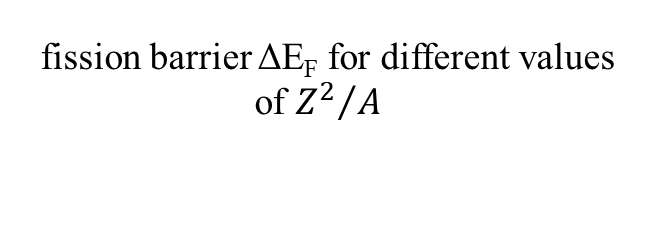 fission barrier ΔE_F for different values
of Z²/A